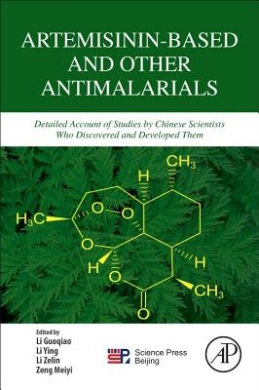 ARTEMISININ-BASED
AND OTHER
ANTIMALARIALS
Detailed Account of Studies by Chinese Scientists
Who Discovered and Developed Them
CH₃
H
H₃C
O
O
O
O
H
H
O
CH₃
O
Edited by
Li Guoqiao
Li Ying
Li Zelin
Zeng Meiyi
Science Press
Beijing
AP